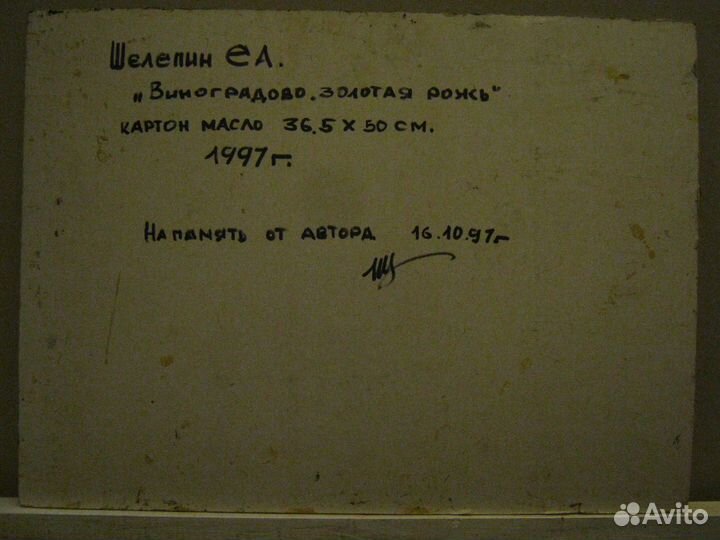 Шелепин ЕА.
„Виноградово. золотая рожь"
картон масло 36.5 х 50 см.
1997 г.
На память от автора 16.10.97 г
Avito